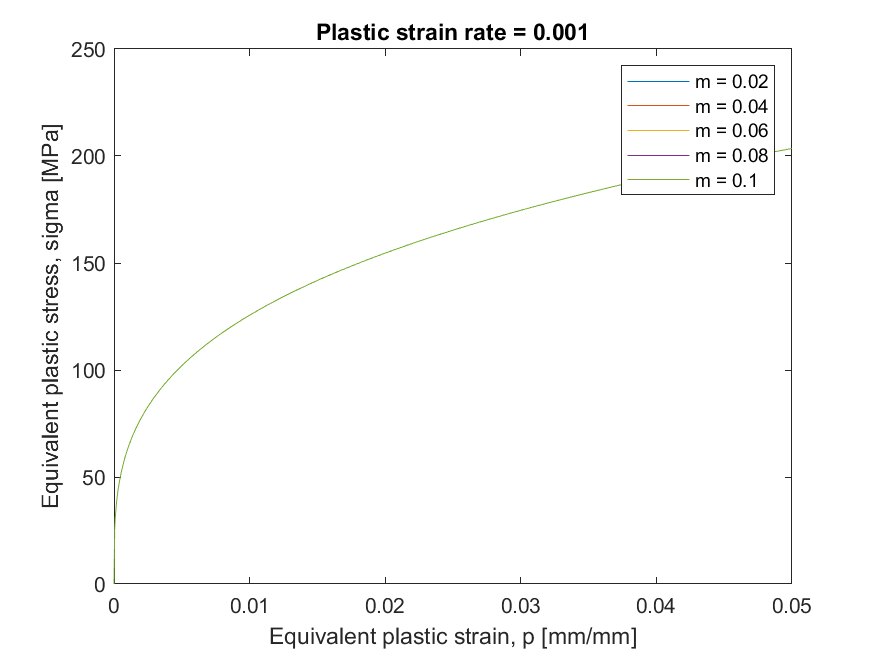 Plastic strain rate = 0.001
250
200
150
100
50
0
Equivalent plastic stress, sigma [MPa]
m = 0.02
m = 0.04
m = 0.06
m = 0.08
m = 0.1
0
0.01
0.02
0.03
0.04
0.05
Equivalent plastic strain, p [mm/mm]